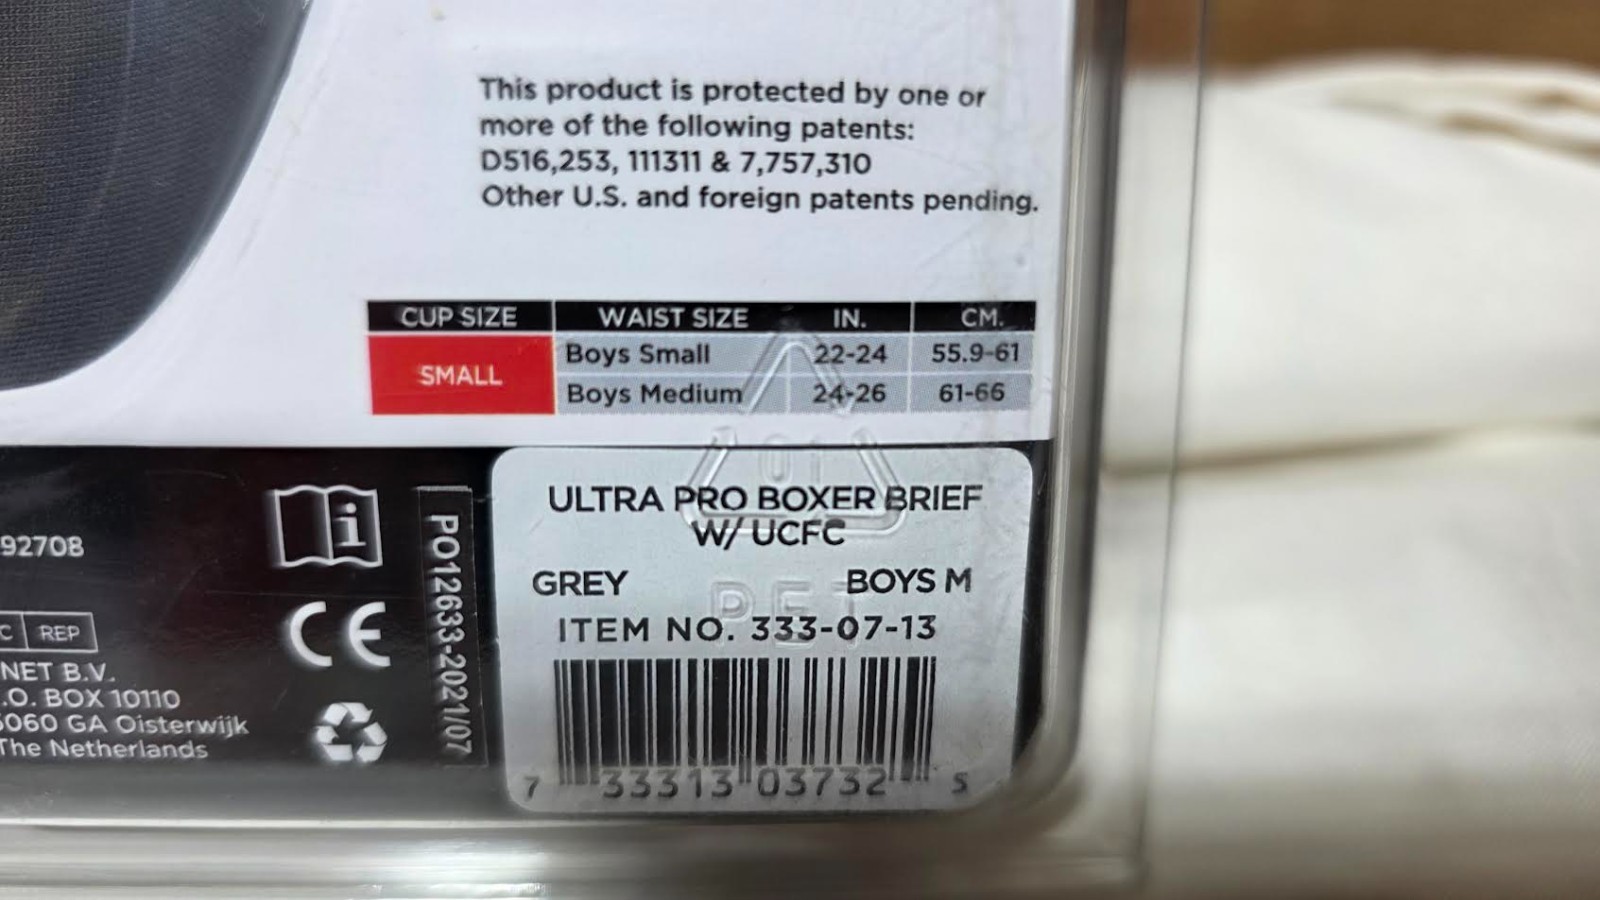 This product is protected by one or
more of the following patents:
D516,253, 111311 & 7,757,310
Other U.S. and foreign patents pending.
CUP SIZE WAIST SIZE IN. CM.
SMALL
Boys Small 22-24 55.9-61
Boys Medium 24-26 61-66
92708
REP
NET B.V.
.O. BOX 10110
5060 GA Oisterwijk
The Netherlands
i
CE
PO12633-2021/07
ULTRA PRO BOXER BRIEF
W/ UCFC
GREY BOYS M
ITEM NO. 333-07-13
7 33313 03732 5
01
PET